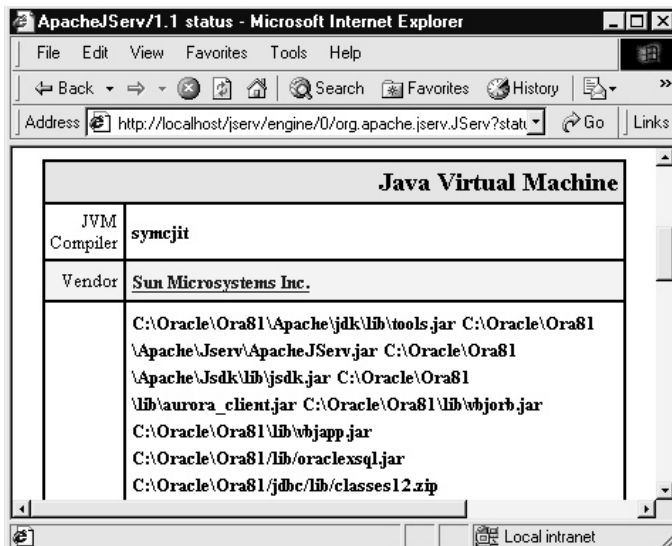 ApacheJServ/1.1 status - Microsoft Internet Explorer
File Edit View Favorites Tools Help
Back Search Favorites History »
Address http://localhost/jserv/engine/0/org.apache.jserv.JServ?statu Go Links
Java Virtual Machine
JVM
Compiler symcjit
Vendor Sun Microsystems Inc.
C:\Oracle\Ora81\Apache\jdk\lib\tools.jar C:\Oracle\Ora81
\Apache\Jserv\ApacheJServ.jar C:\Oracle\Ora81
\Apache\Jsdk\lib\jsdk.jar C:\Oracle\Ora81
\lib\aurora_client.jar C:\Oracle\Ora81\lib\vbjorb.jar
C:\Oracle\Ora81\lib\vbjapp.jar
C:\Oracle\Ora81/lib/oraclexsql.jar
C:\Oracle\Ora81/jdbc/lib/classes12.zip
Local intranet